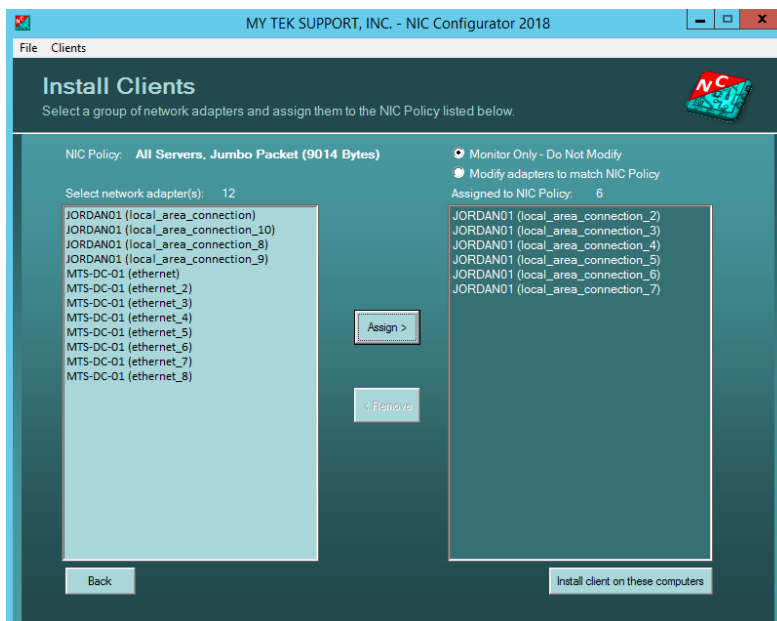 MY TEK SUPPORT, INC. - NIC Configurator 2018
File Clients
Install Clients
Select a group of network adapters and assign them to the NIC Policy listed below.
NC
NIC Policy: All Servers, Jumbo Packet (9014 Bytes)
Monitor Only - Do Not Modify
Modify adapters to match NIC Policy
Select network adapter(s): 12
Assigned to NIC Policy: 6
JORDAN01 (local_area_connection)
JORDAN01 (local_area_connection_10)
JORDAN01 (local_area_connection_8)
JORDAN01 (local_area_connection_9)
MTS-DC-01 (ethernet)
MTS-DC-01 (ethernet_2)
MTS-DC-01 (ethernet_3)
MTS-DC-01 (ethernet_4)
MTS-DC-01 (ethernet_5)
MTS-DC-01 (ethernet_6)
MTS-DC-01 (ethernet_7)
MTS-DC-01 (ethernet_8)
Assign >
< Remove
JORDAN01 (local_area_connection_2)
JORDAN01 (local_area_connection_3)
JORDAN01 (local_area_connection_4)
JORDAN01 (local_area_connection_5)
JORDAN01 (local_area_connection_6)
JORDAN01 (local_area_connection_7)
Back
Install client on these computers